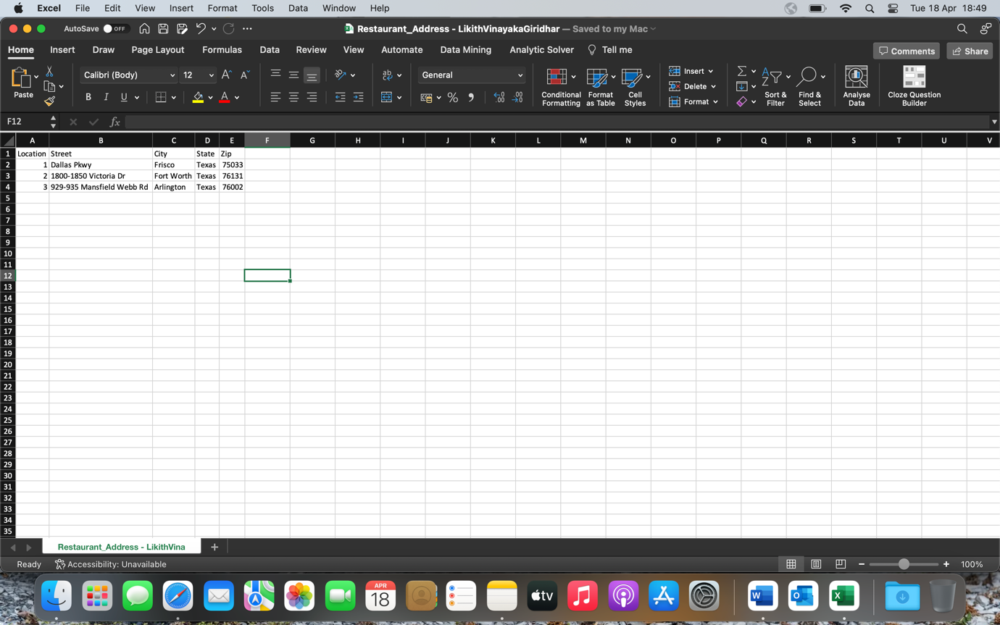 Excel File Edit View Insert Format Tools Data Window Help Tue 18 Apr 18:49
AutoSave OFF Restaurant_Address - LikithVinayakaGiridhar — Saved to my Mac
Home Insert Draw Page Layout Formulas Data Review View Automate Data Mining Analytic Solver Tell me Comments Share
Paste Calibri (Body) 12 A A ab General Insert
B I U A % Delete
Conditional Formatting Format as Table Cell Styles Format Sort & Filter Find & Select Analyse Data Cloze Question Builder
F12 fx
A B C D E F G H I J K L M N O P Q R S T U V
1 Location Street City State Zip
2 1 Dallas Pkwy Frisco Texas 75033
3 2 1800-1850 Victoria Dr Fort Worth Texas 76131
4 3 929-935 Mansfield Webb Rd Arlington Texas 76002
5
6
7
8
9
10
11
12
13
14
15
16
17
18
19
20
21
22
23
24
25
26
27
28
29
30
31
32
33
34
35
Restaurant_Address - LikithVina +
Ready Accessibility: Unavailable 100%
APR
18
tv
W
O
X